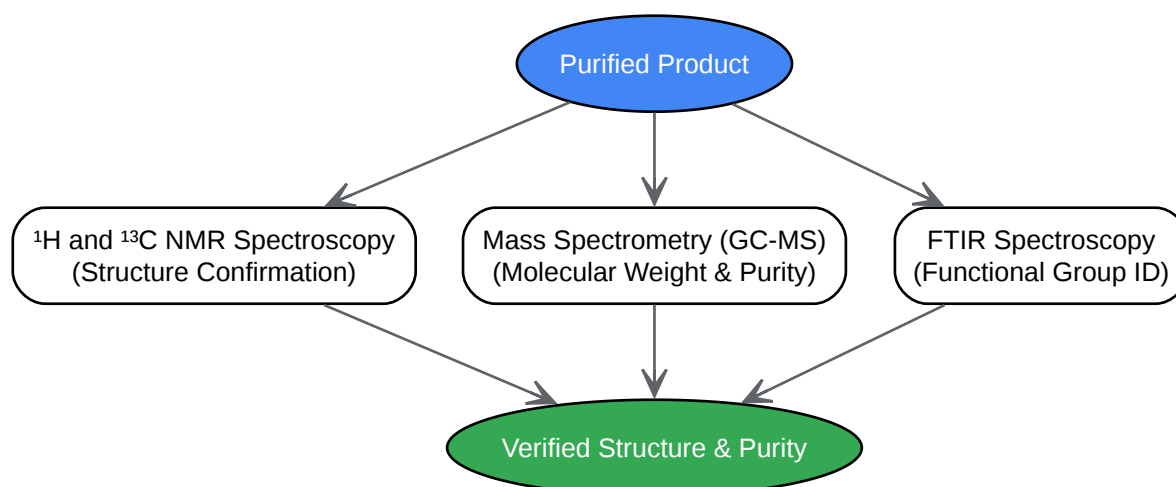 Purified Product
¹H and ¹³C NMR Spectroscopy
(Structure Confirmation)
Mass Spectrometry (GC-MS)
(Molecular Weight & Purity)
FTIR Spectroscopy
(Functional Group ID)
Verified Structure & Purity